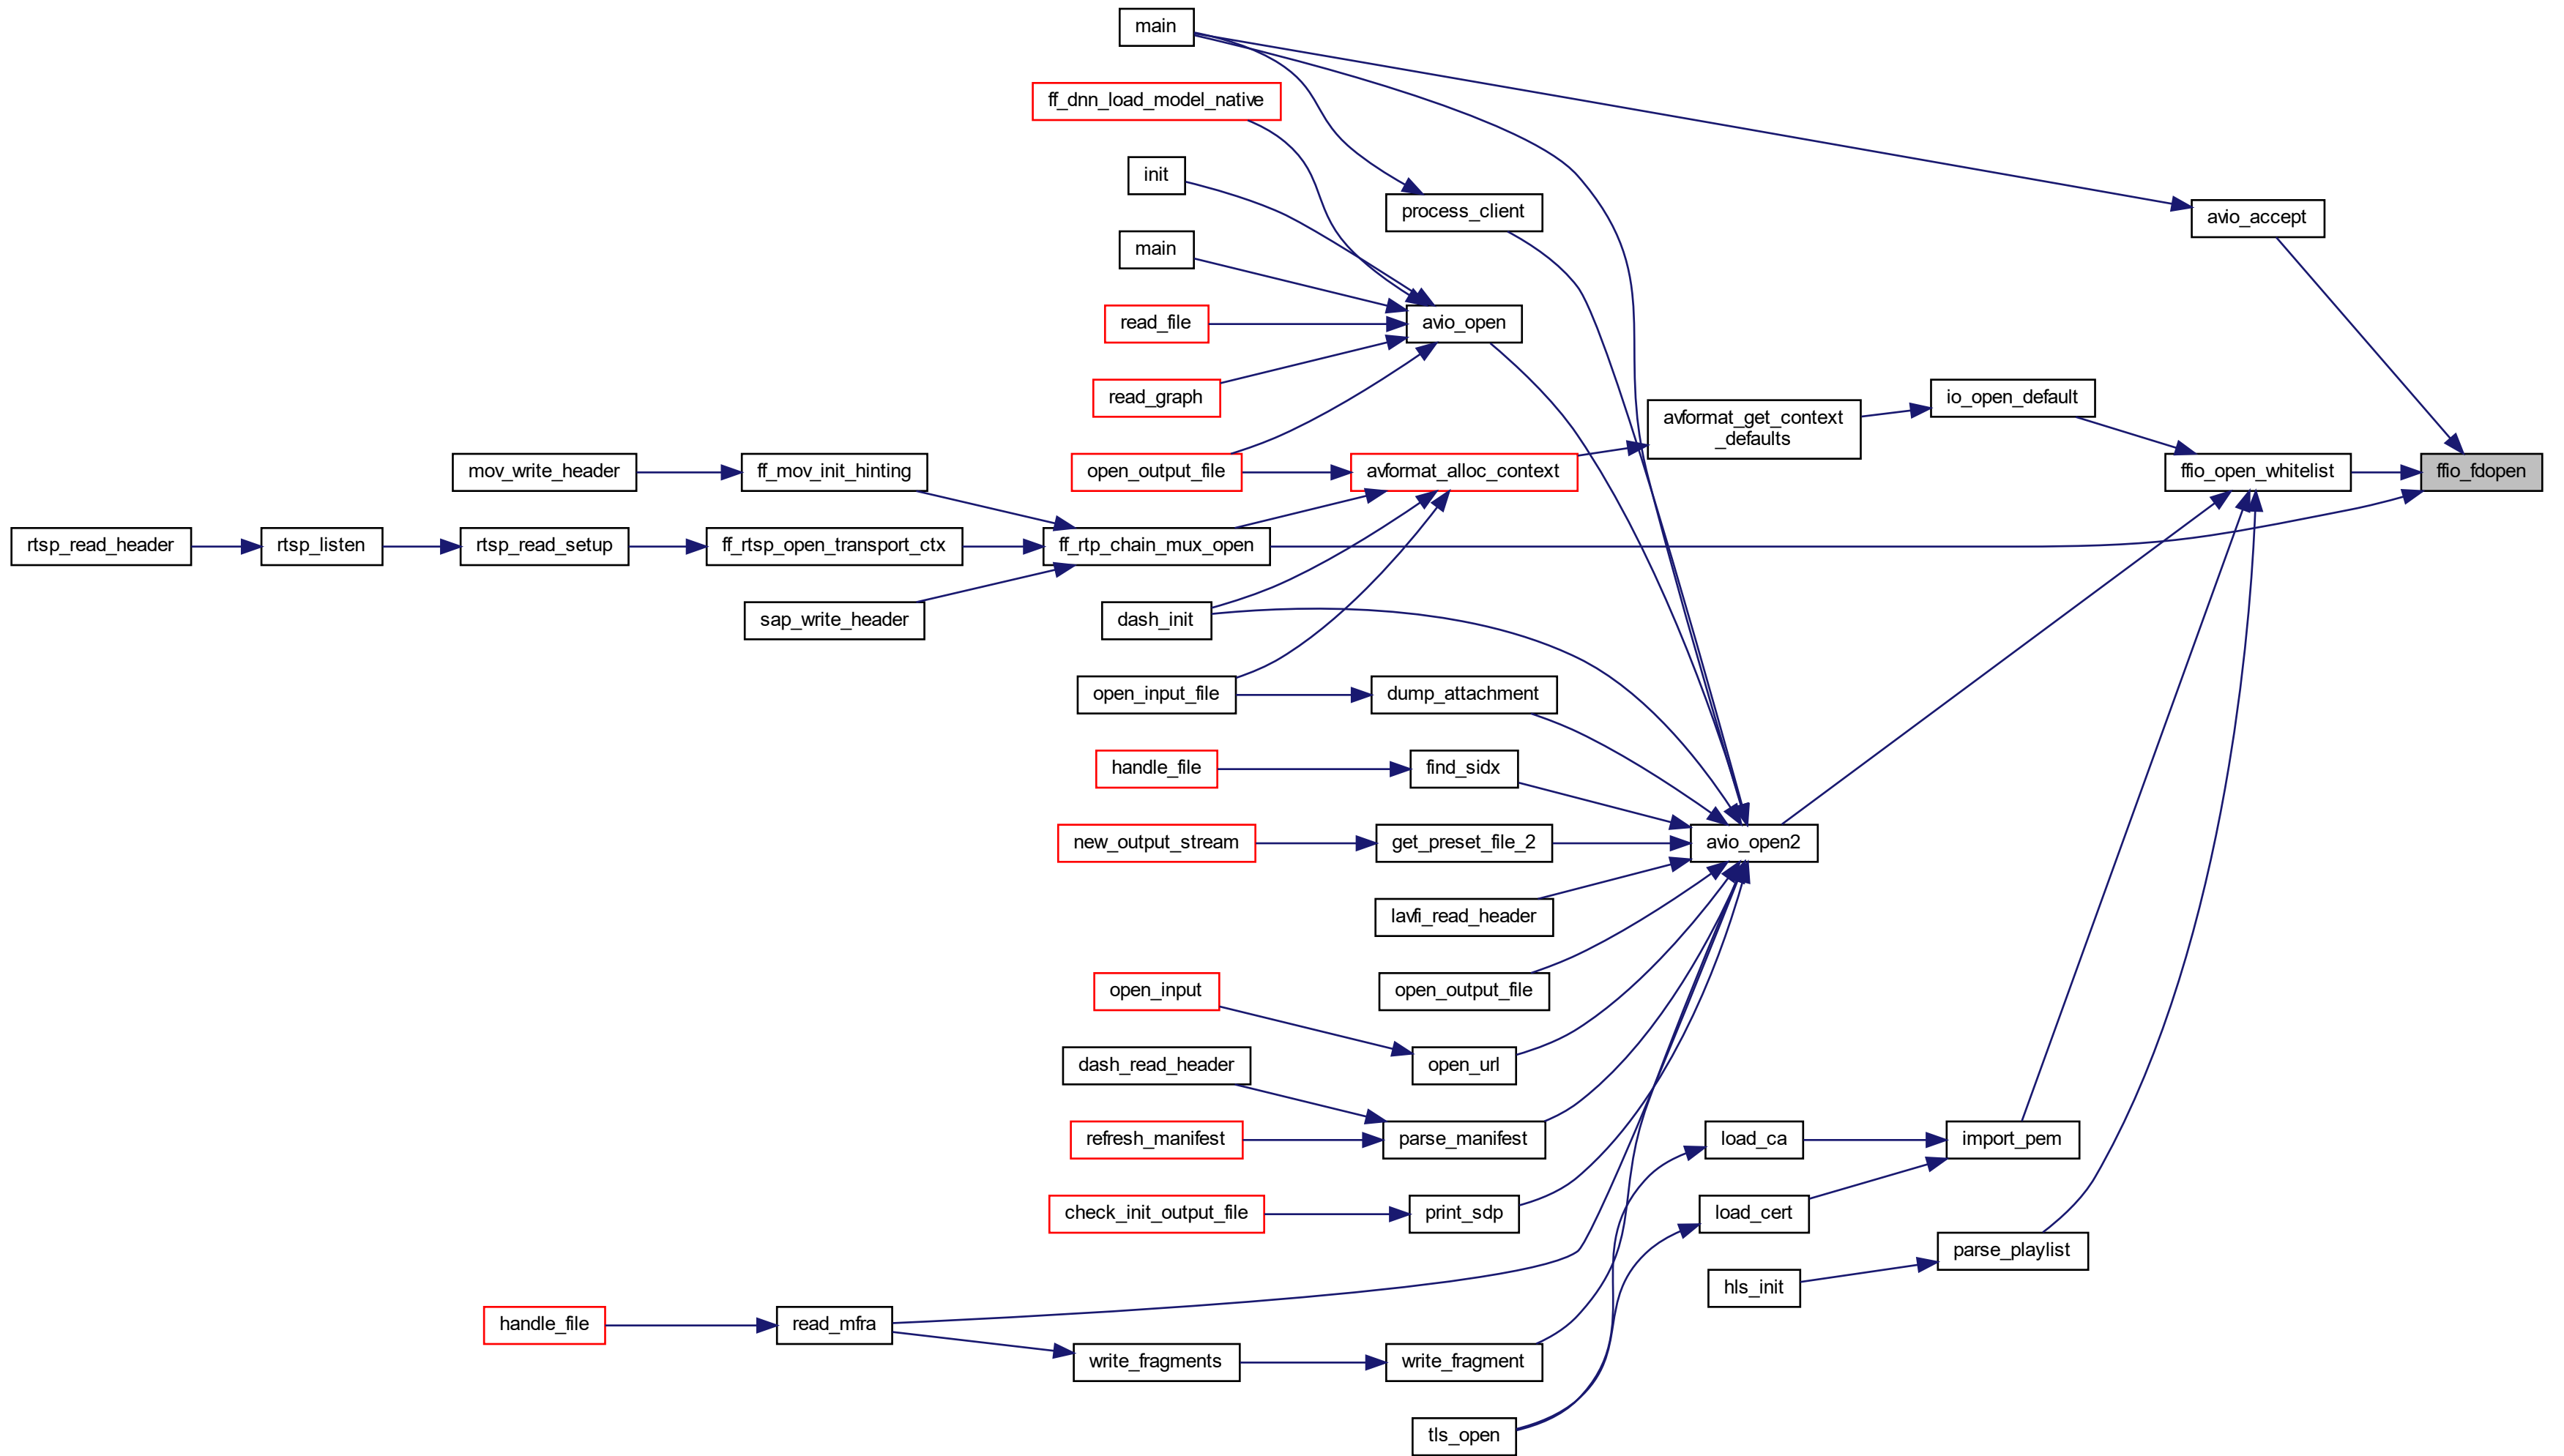 main
ff_dnn_load_model_native
init
process_client
avio_accept
main
read_file
avio_open
read_graph
io_open_default
avformat_get_context
_defaults
mov_write_header
ff_mov_init_hinting
open_output_file
avformat_alloc_context
ffio_open_whitelist
ffio_fdopen
rtsp_read_header
rtsp_listen
rtsp_read_setup
ff_rtsp_open_transport_ctx
ff_rtp_chain_mux_open
sap_write_header
dash_init
open_input_file
dump_attachment
handle_file
find_sidx
new_output_stream
get_preset_file_2
avio_open2
lavfi_read_header
open_input
open_output_file
dash_read_header
open_url
refresh_manifest
parse_manifest
load_ca
import_pem
check_init_output_file
print_sdp
load_cert
parse_playlist
hls_init
handle_file
read_mfra
write_fragments
write_fragment
tls_open